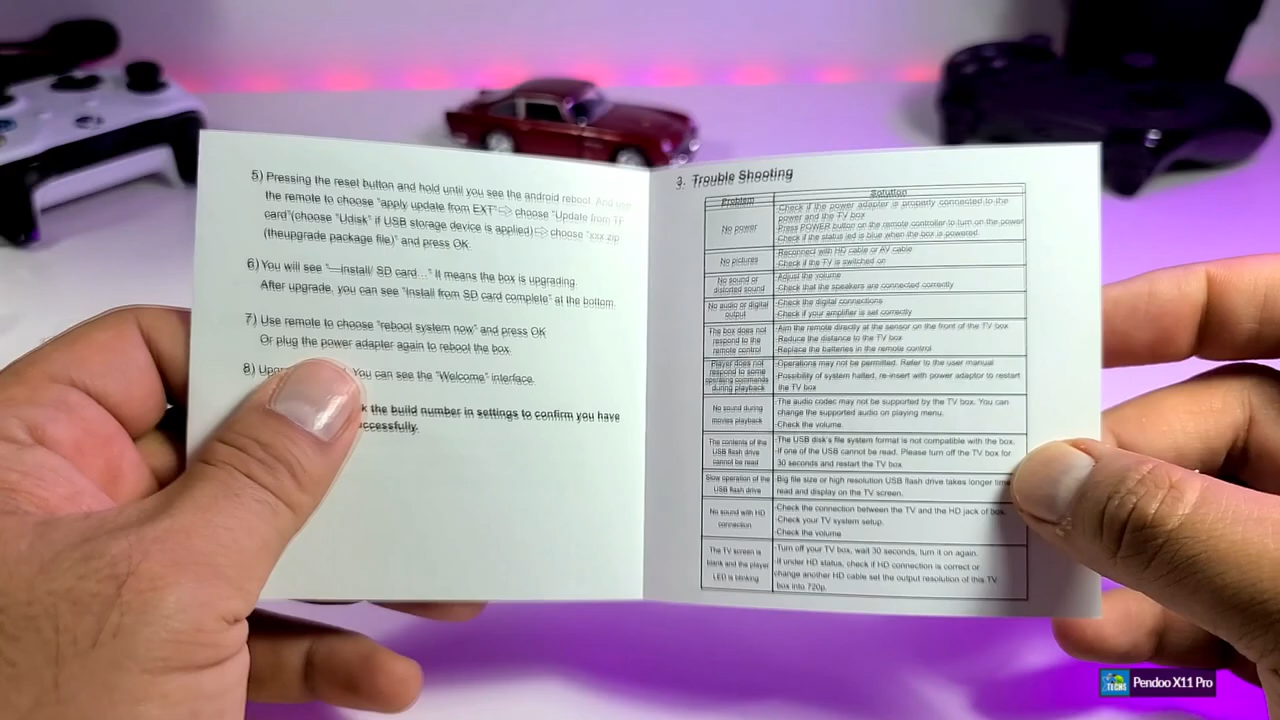 5) Pressing the reset button and hold until you see the android reboot. And use
the remote to choose "apply update from EXT"⇨ choose "Update from TF
card"(choose "Udisk" if USB storage device is applied)⇨ choose "xxx zip
(theupgrade package file)" and press OK.
6) You will see "—Install/ SD card..." It means the box is upgrading.
After upgrade, you can see "Install from SD card complete" at the bottom.
7) Use remote to choose "reboot system now" and press OK
Or plug the power adapter again to reboot the box.
8) You can see the "Welcome" interface.
the build number in settings to confirm you have
3. Trouble Shooting
Problem
Solution
No power
·Check if the power adapter is properly connected to the
power and the TV box
·Press POWER button on the remote controller to turn on the power
·Check if the status led is blue when the box is powered
No pictures
·Reconnect with HD cable or AV cable
·Check if the TV is switched on
No sound or
distorted sound
·Adjust the volume
·Check that the speakers are connected correctly
No audio or digital
output
·Check the digital connections
·Check if your amplifier is set correctly
The box does not
respond to the
remote control
·Aim the remote directly at the sensor on the front of the TV box
·Reduce the distance to the TV box
·Replace the batteries in the remote control
Player does not
respond to some
operating commands
during playback
·Operations may not be permitted. Refer to the user manual
·Possibility of system halted, re-insert with power adaptor to restart
the TV box
No sound during
movies playback
·The audio codec may not be supported by the TV box. You can
change the supported audio on playing menu.
·Check the volume.
The contents of the
USB flash drive
cannot be read
·The USB disk's file system format is not compatible with the box.
·If one of the USB cannot be read. Please turn off the TV box for
30 seconds and restart the TV box
Slow operation of the
USB flash drive
·Big file size or high resolution USB flash drive takes longer time
read and display on the TV screen.
No sound with HD
connection
·Check the connection between the TV and the HD jack of box.
·Check your TV system setup.
·Check the volume
The TV screen is
blank and the player
LED is blinking
·Turn off your TV box, wait 30 seconds, turn it on again.
·If under HD status, check if HD connection is correct or
change another HD cable set the output resolution of this TV
box into 720p.
TECHS
Pendoo X11 Pro